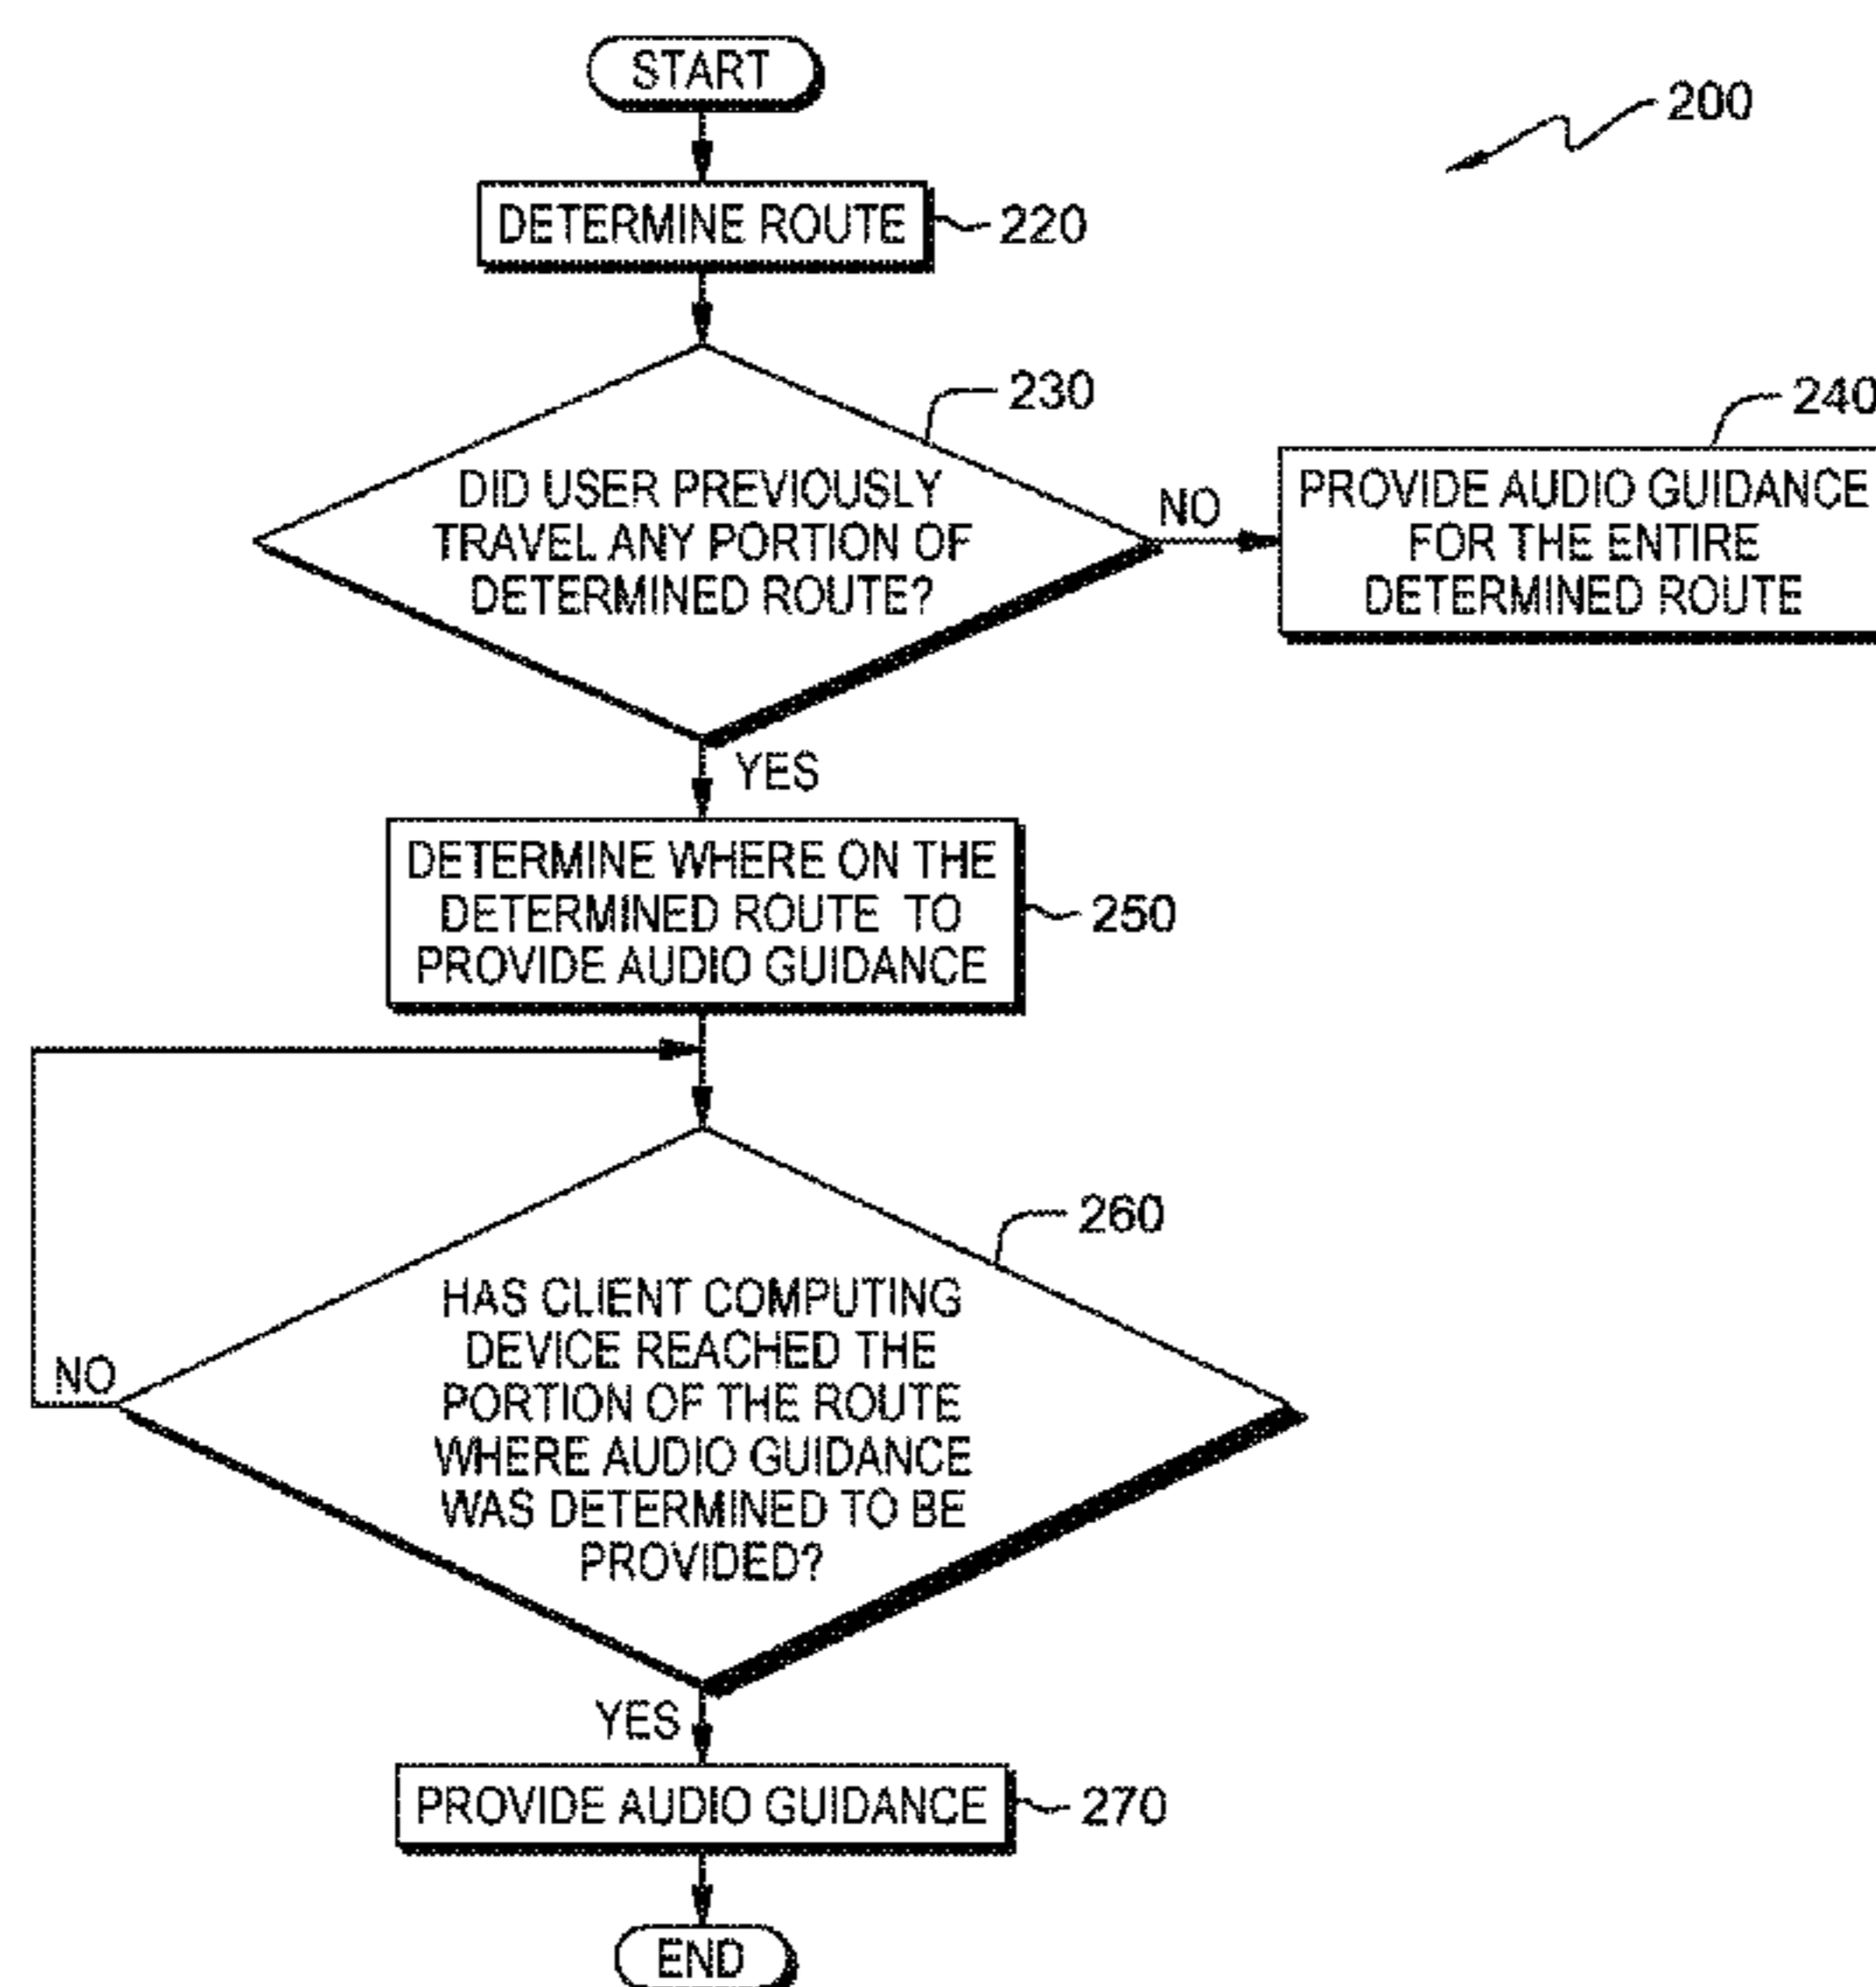 START
200
DETERMINE ROUTE
220
230
240
DID USER PREVIOUSLY
TRAVEL ANY PORTION OF
DETERMINED ROUTE?
NO
PROVIDE AUDIO GUIDANCE
FOR THE ENTIRE
DETERMINED ROUTE
YES
DETERMINE WHERE ON THE
DETERMINED ROUTE TO
PROVIDE AUDIO GUIDANCE
250
260
HAS CLIENT COMPUTING
DEVICE REACHED THE
PORTION OF THE ROUTE
WHERE AUDIO GUIDANCE
WAS DETERMINED TO BE
PROVIDED?
NO
YES
PROVIDE AUDIO GUIDANCE
270
END